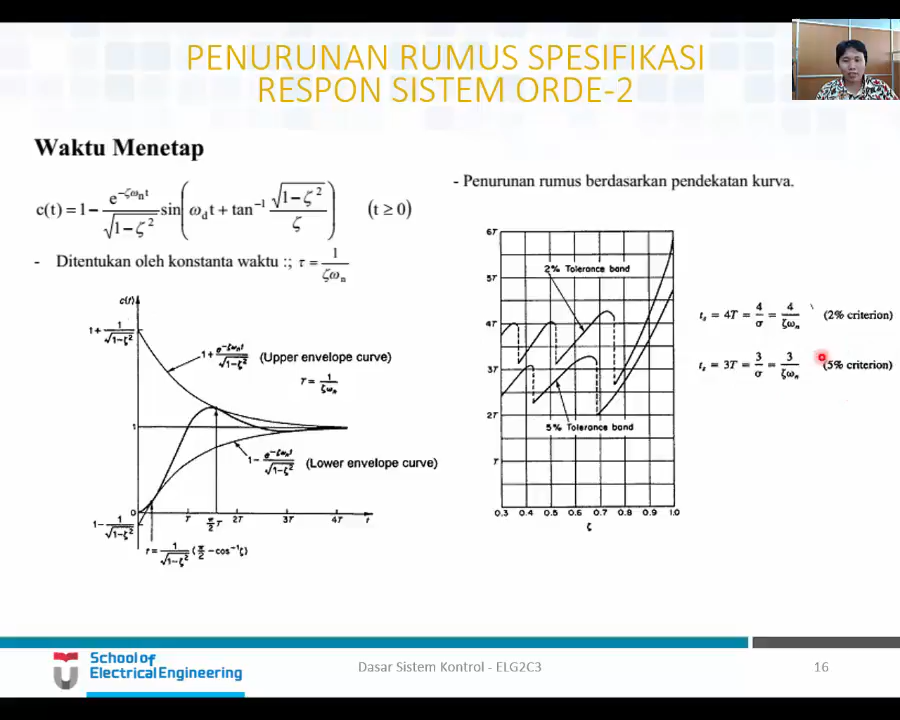 PENURUNAN RUMUS SPESIFIKASI
RESPON SISTEM ORDE-2
Waktu Menetap
c(t) = 1 − e^−ζωnt / √1−ζ² sin( ωd t + tan⁻¹ √1−ζ² / ζ ) (t ≥ 0)
- Ditentukan oleh konstanta waktu :; τ = 1 / ζωn
c(t)
1 + 1/√1−ζ²
1 + e^−ζωnt / √1−ζ² (Upper envelope curve)
T = 1 / ζωn
1
1 − e^−ζωnt / √1−ζ² (Lower envelope curve)
0
T
π/2 T
2T
3T
4T
t
1 − 1/√1−ζ²
t = 1/√1−ζ² (π/2 − cos⁻¹ζ)
- Penurunan rumus berdasarkan pendekatan kurva.
6T
5T
4T
3T
2T
T
2% Tolerance band
5% Tolerance band
0.3 0.4 0.5 0.6 0.7 0.8 0.9 1.0
ζ
ts = 4T = 4/σ = 4/ζωn (2% criterion)
ts = 3T = 3/σ = 3/ζωn (5% criterion)
School of
Electrical Engineering
Dasar Sistem Kontrol - ELG2C3
16